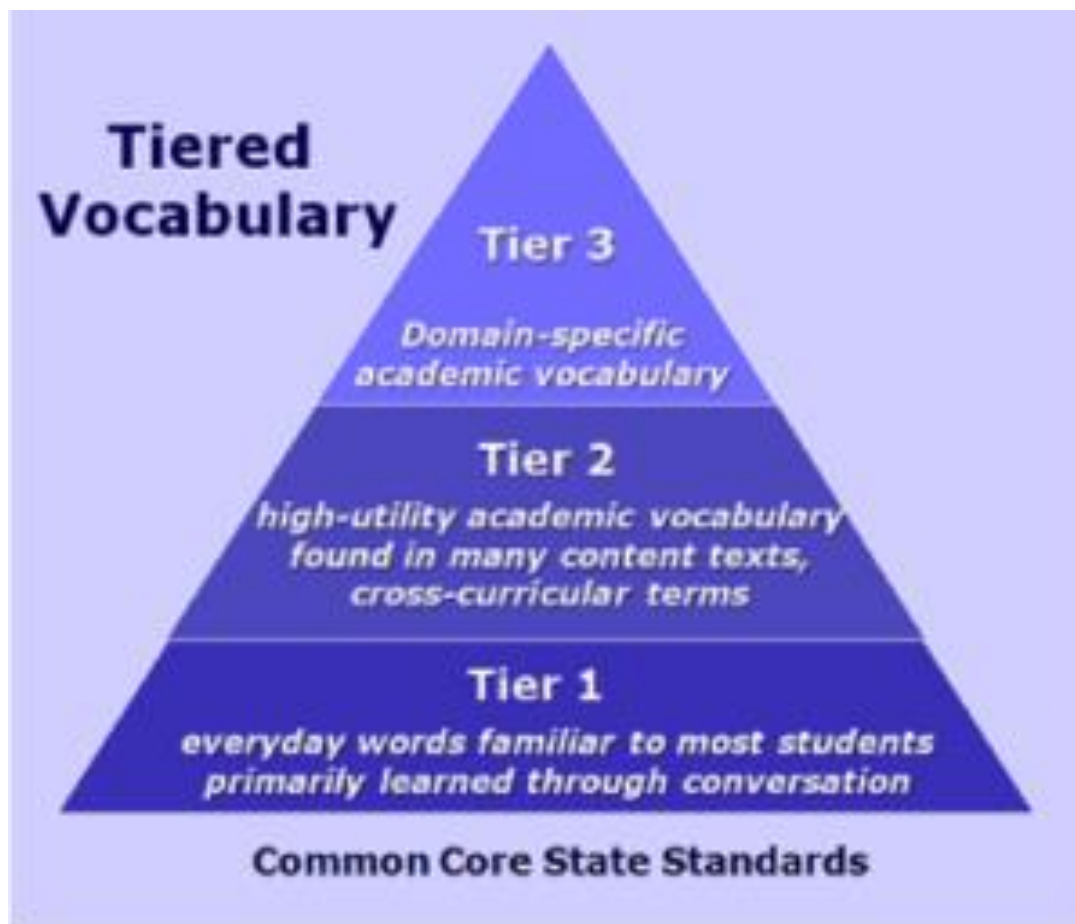 Tiered
Vocabulary
Tier 3
Domain-specific
academic vocabulary
Tier 2
high-utility academic vocabulary
found in many content texts,
cross-curricular terms
Tier 1
everyday words familiar to most students
primarily learned through conversation
Common Core State Standards